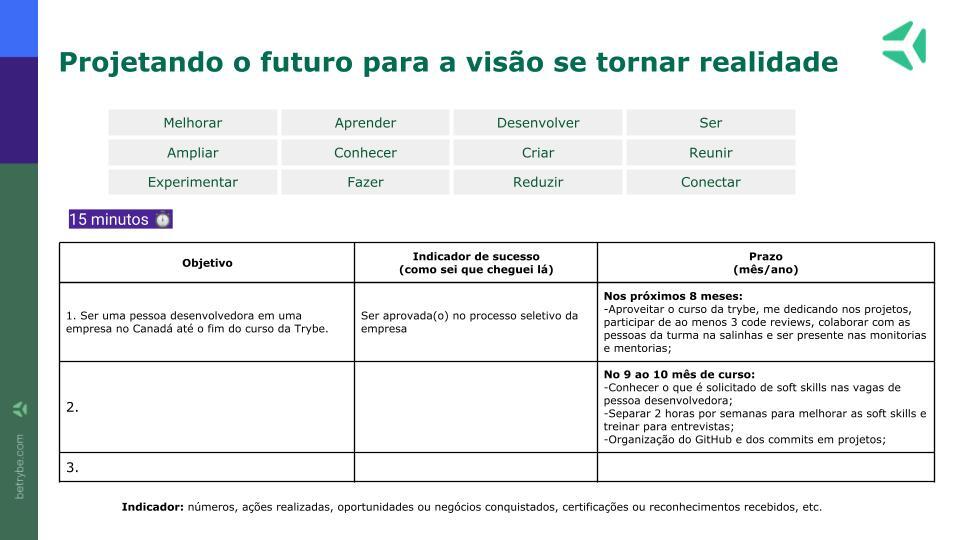 Projetando o futuro para a visão se tornar realidade
Melhorar Aprender Desenvolver Ser
Ampliar Conhecer Criar Reunir
Experimentar Fazer Reduzir Conectar
15 minutos ⏱
Objetivo
Indicador de sucesso
(como sei que cheguei lá)
Prazo
(mês/ano)
1. Ser uma pessoa desenvolvedora em uma
empresa no Canadá até o fim do curso da Trybe.
Ser aprovada(o) no processo seletivo da
empresa
Nos próximos 8 meses:
-Aproveitar o curso da trybe, me dedicando nos projetos,
participar de ao menos 3 code reviews, colaborar com as
pessoas da turma na salinhas e ser presente nas monitorias
e mentorias;
2.
No 9 ao 10 mês de curso:
-Conhecer o que é solicitado de soft skills nas vagas de
pessoa desenvolvedora;
-Separar 2 horas por semanas para melhorar as soft skills e
treinar para entrevistas;
-Organização do GitHub e dos commits em projetos;
3.
Indicador: números, ações realizadas, oportunidades ou negócios conquistados, certificações ou reconhecimentos recebidos, etc.
betrybe.com